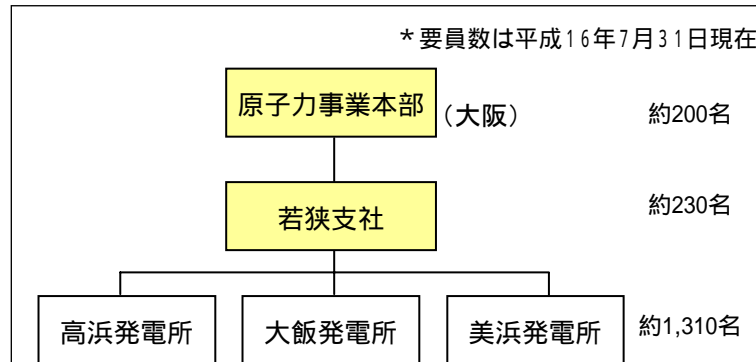 *要員数は平成16年7月31日現在
原子力事業本部 (大阪) 約200名
若狭支社 約230名
高浜発電所 大飯発電所 美浜発電所 約1,310名